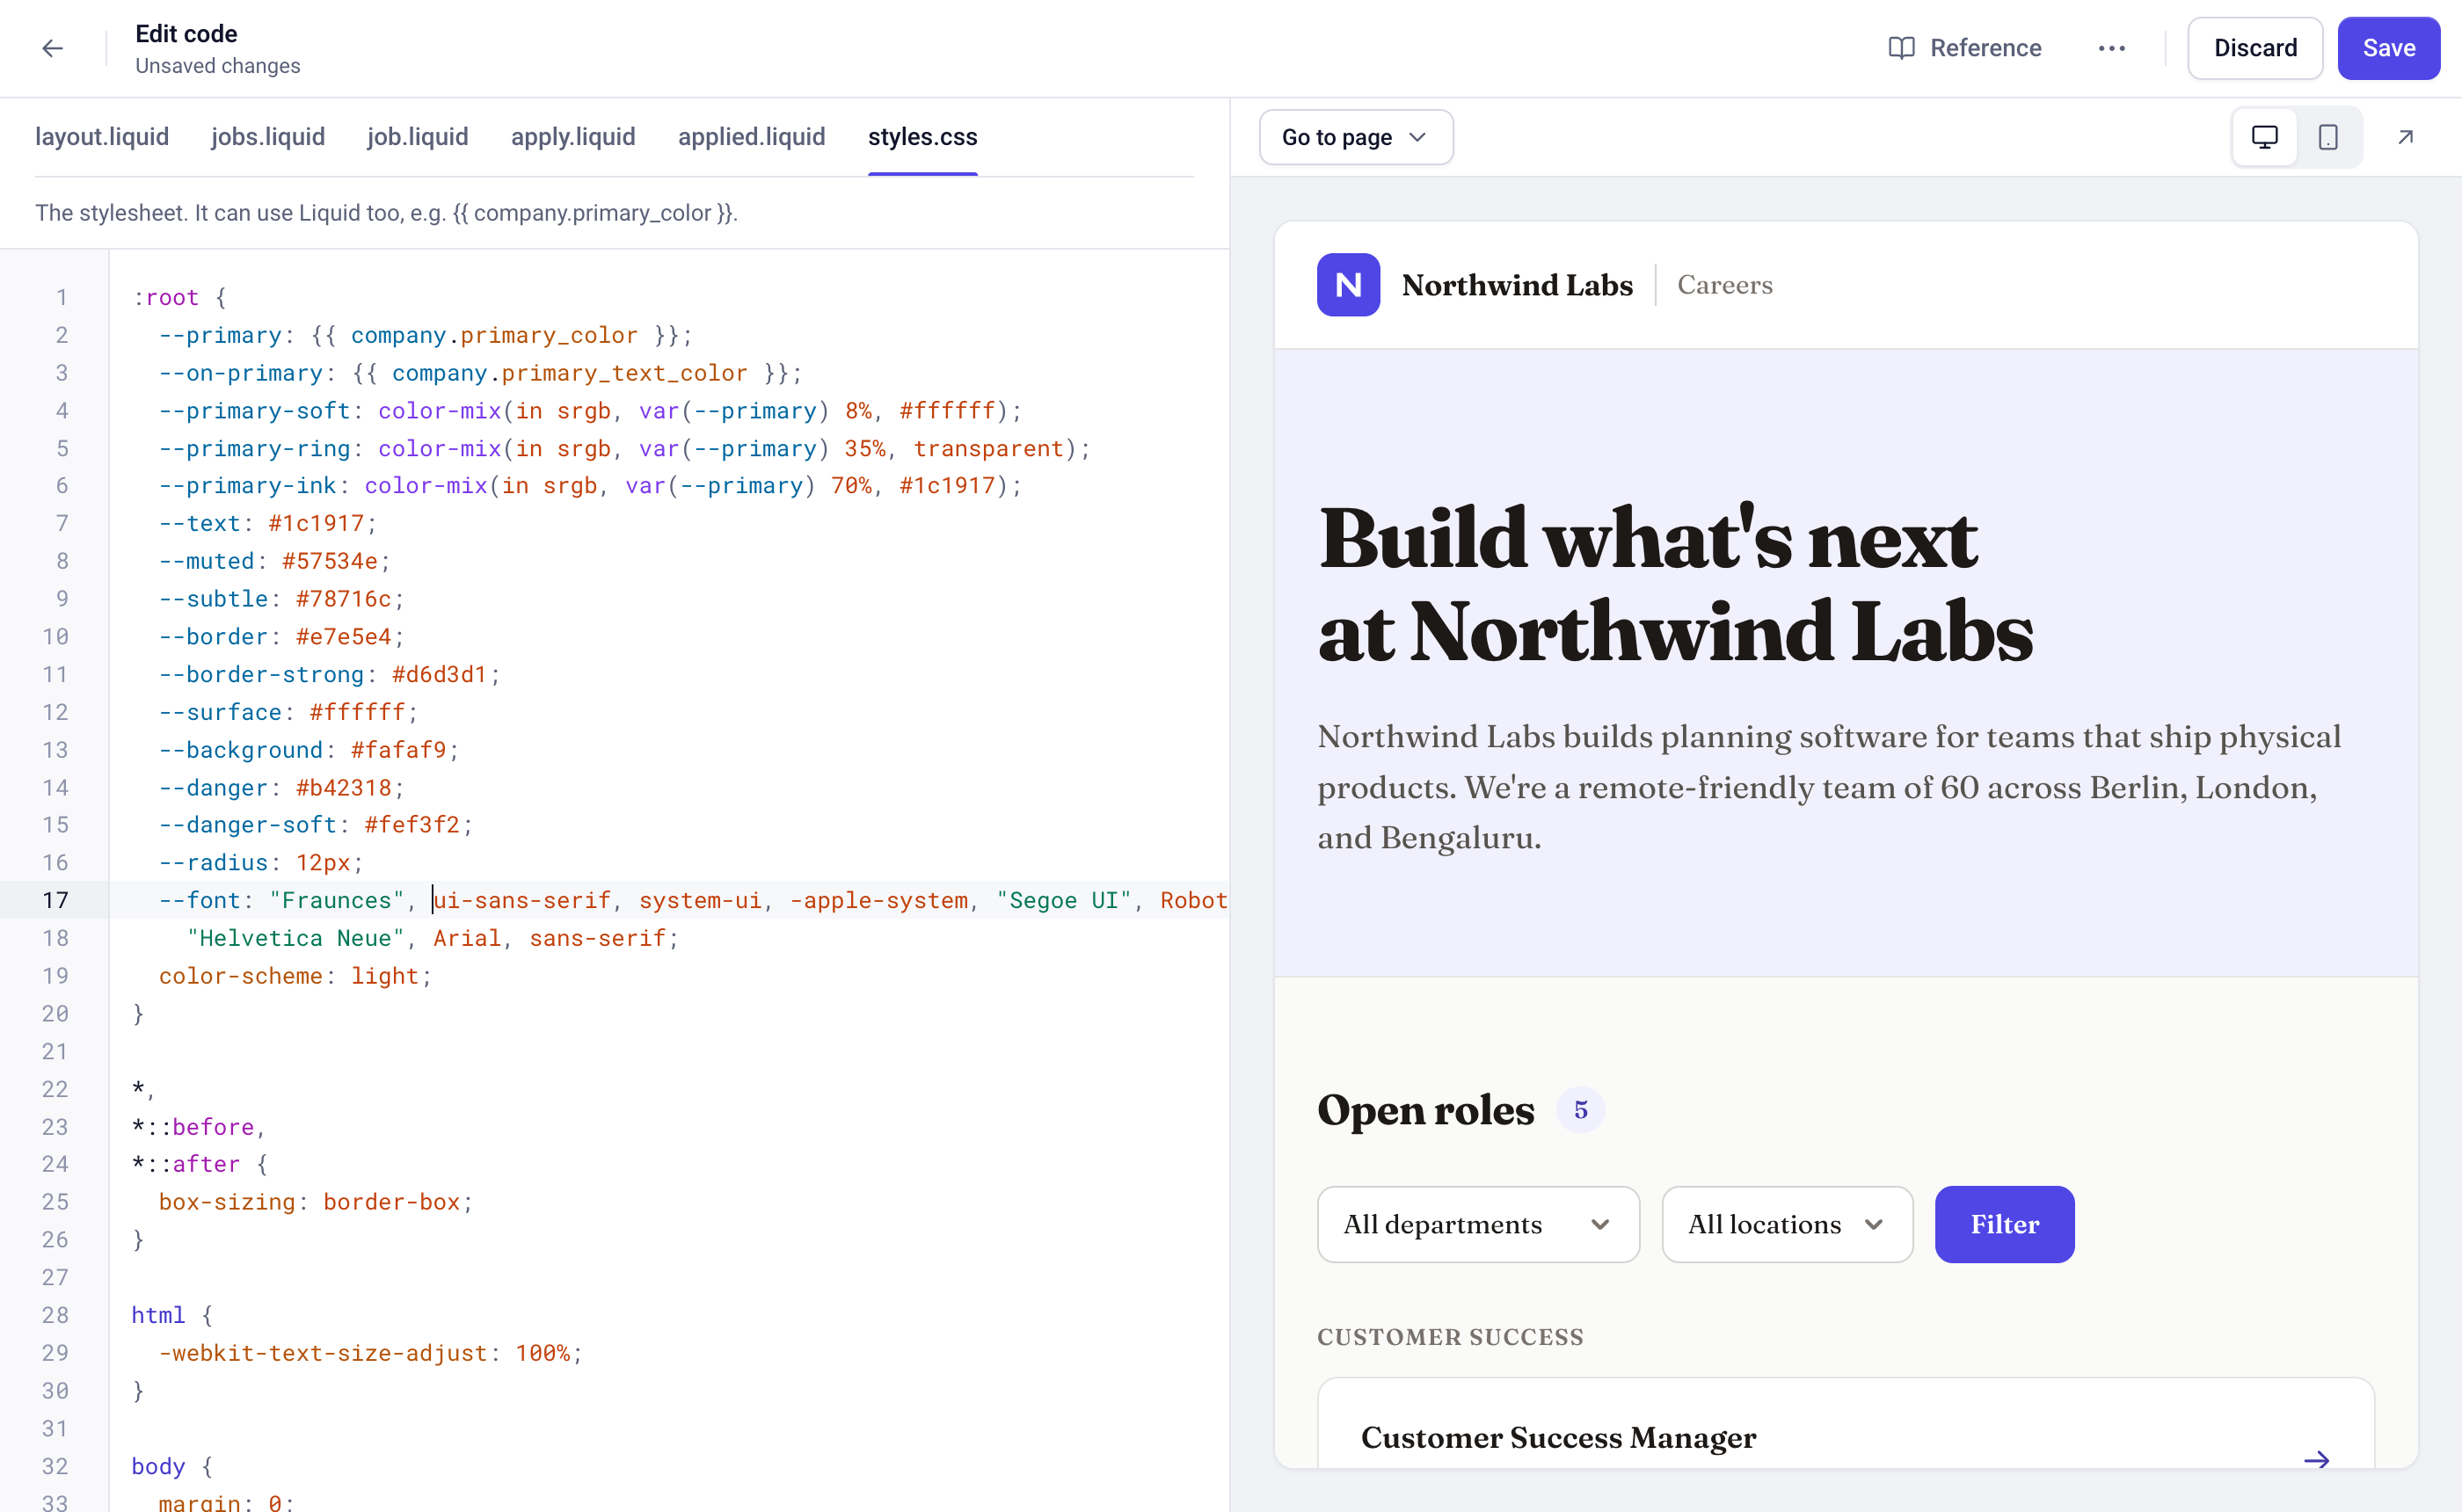 Edit code
Unsaved changes
Reference
Discard
Save
layout.liquid jobs.liquid job.liquid apply.liquid applied.liquid styles.css
The stylesheet. It can use Liquid too, e.g. {{ company.primary_color }}.
1 :root {
2 --primary: {{ company.primary_color }};
3 --on-primary: {{ company.primary_text_color }};
4 --primary-soft: color-mix(in srgb, var(--primary) 8%, #ffffff);
5 --primary-ring: color-mix(in srgb, var(--primary) 35%, transparent);
6 --primary-ink: color-mix(in srgb, var(--primary) 70%, #1c1917);
7 --text: #1c1917;
8 --muted: #57534e;
9 --subtle: #78716c;
10 --border: #e7e5e4;
11 --border-strong: #d6d3d1;
12 --surface: #ffffff;
13 --background: #fafaf9;
14 --danger: #b42318;
15 --danger-soft: #fef3f2;
16 --radius: 12px;
17 --font: "Fraunces", ui-sans-serif, system-ui, -apple-system, "Segoe UI", Robot
18 "Helvetica Neue", Arial, sans-serif;
19 color-scheme: light;
20 }
21
22 *,
23 *::before,
24 *::after {
25 box-sizing: border-box;
26 }
27
28 html {
29 -webkit-text-size-adjust: 100%;
30 }
31
32 body {
33 margin: 0;
Go to page
N
Northwind Labs
Careers
Build what's next
at Northwind Labs
Northwind Labs builds planning software for teams that ship physical
products. We're a remote-friendly team of 60 across Berlin, London,
and Bengaluru.
Open roles 5
All departments
All locations
Filter
CUSTOMER SUCCESS
Customer Success Manager